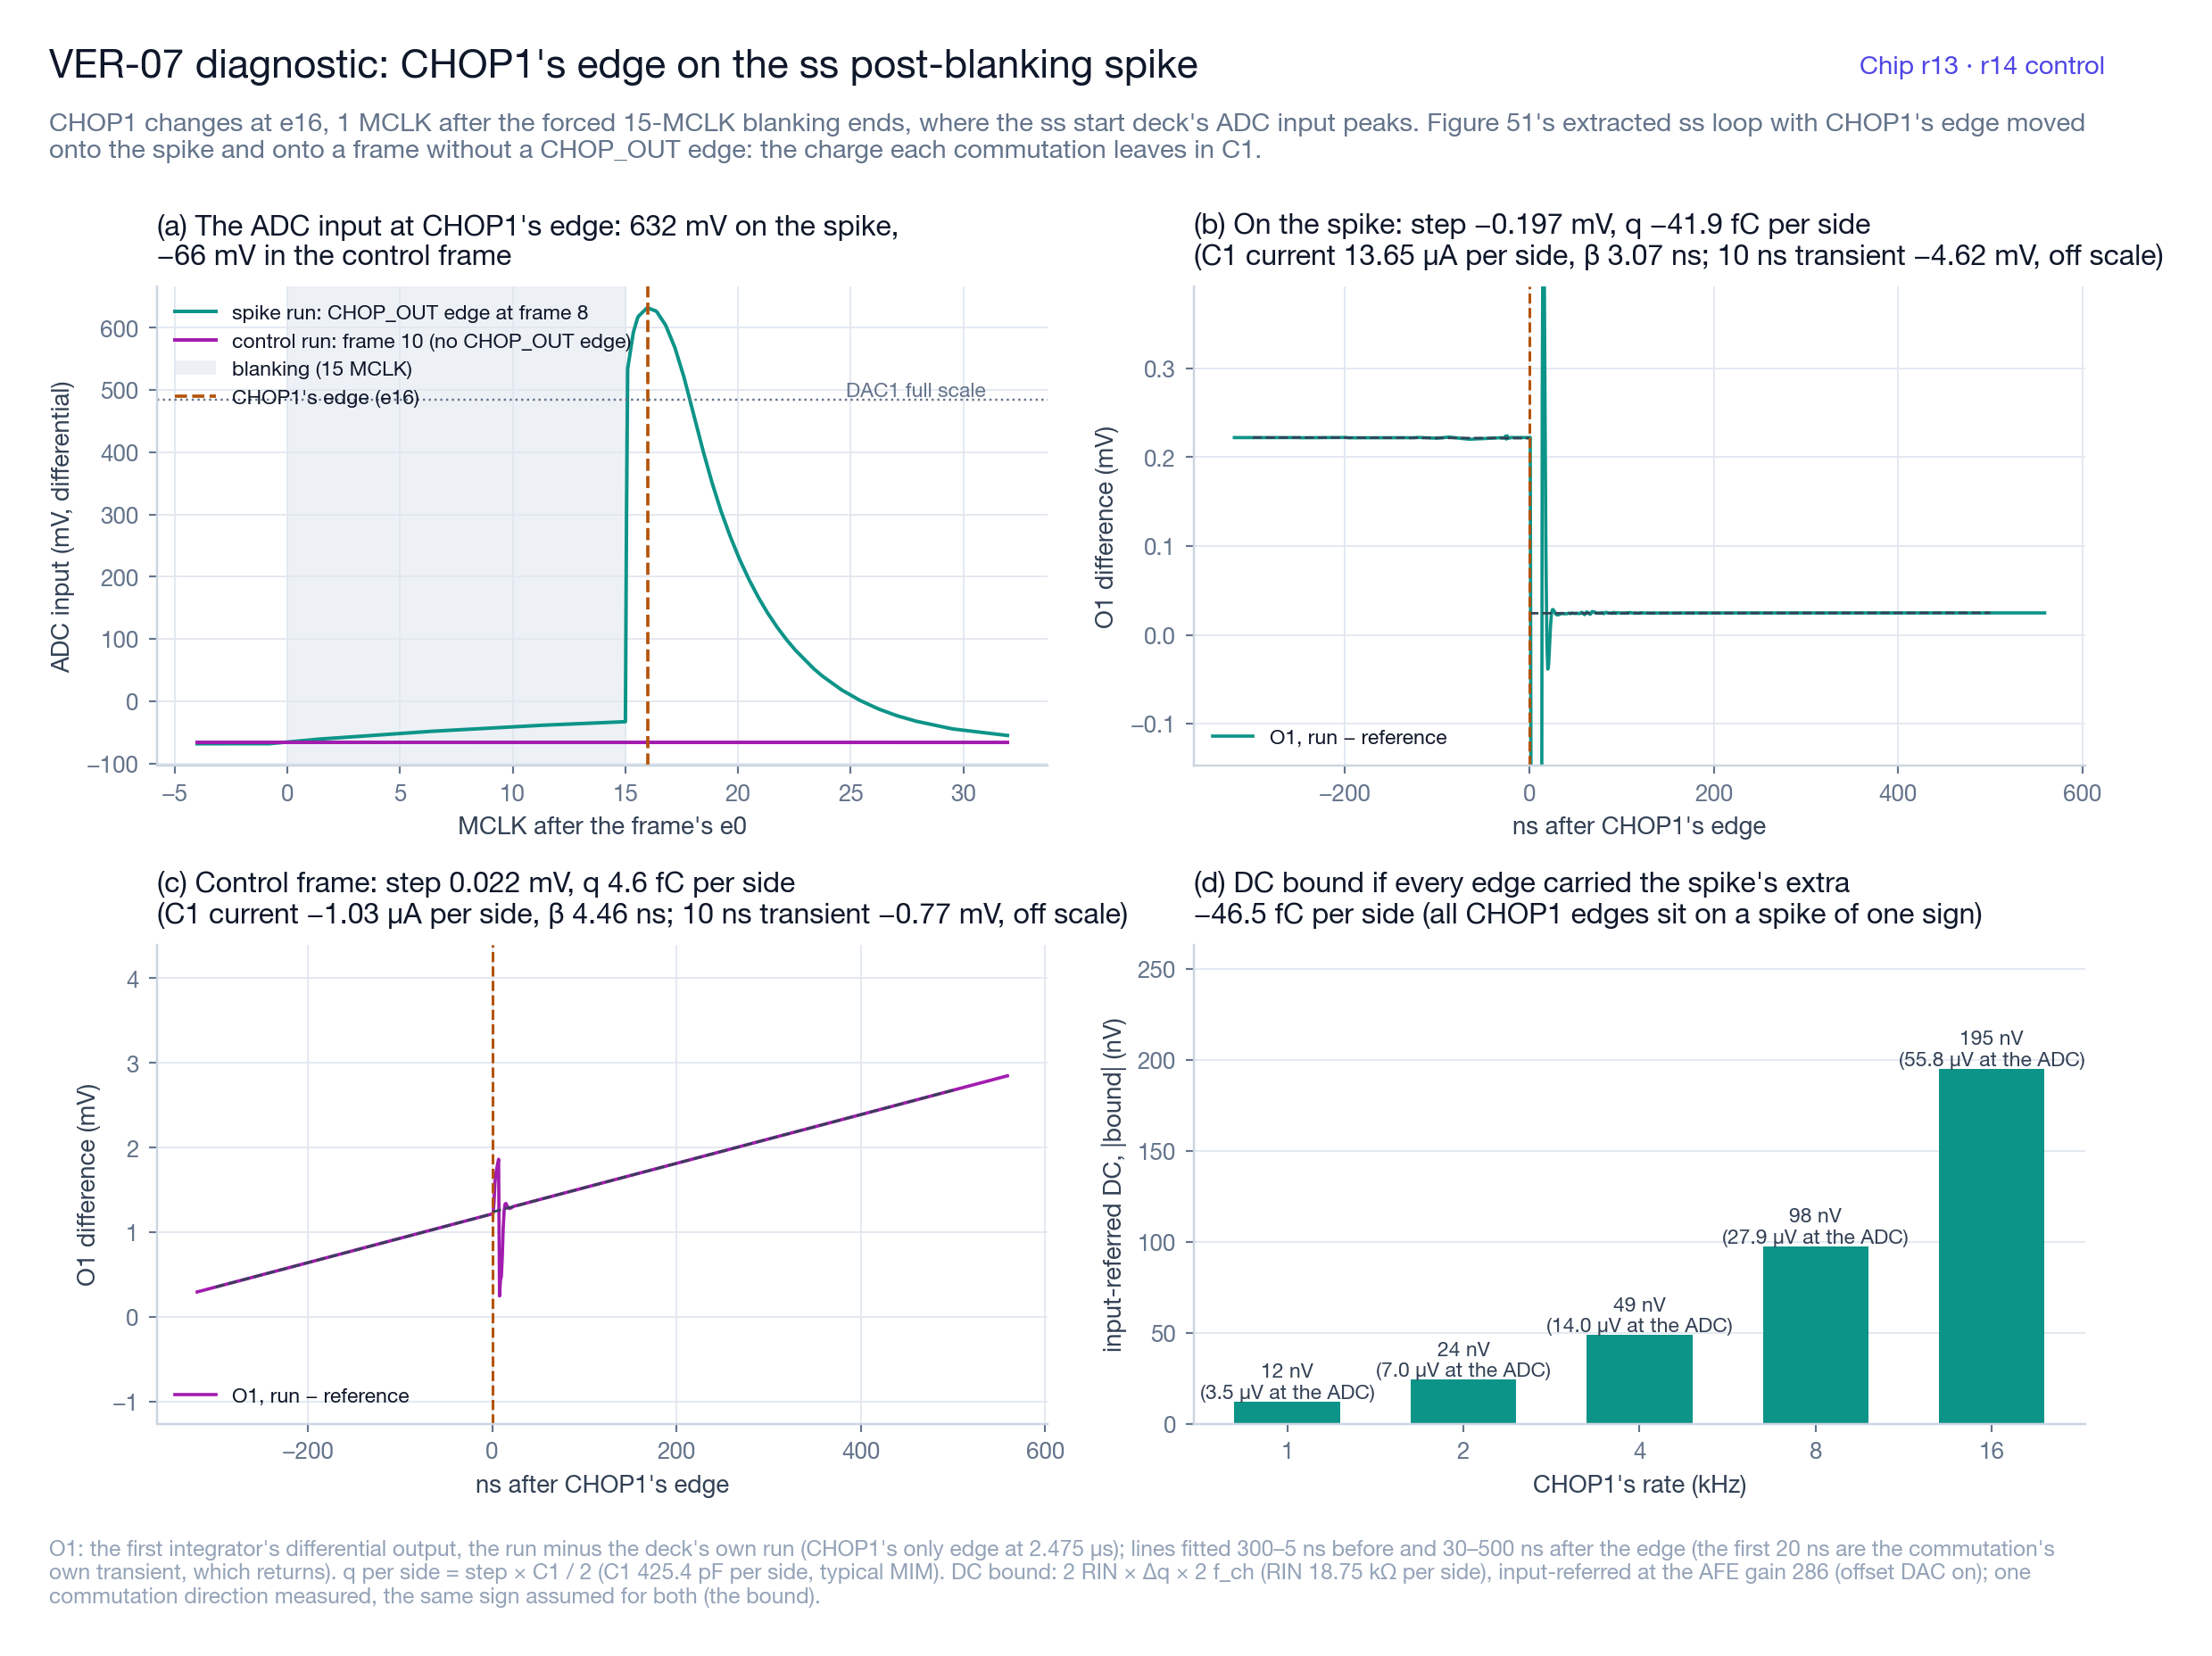 VER-07 diagnostic: CHOP1's edge on the ss post-blanking spike
Chip r13 · r14 control
CHOP1 changes at e16, 1 MCLK after the forced 15-MCLK blanking ends, where the ss start deck's ADC input peaks. Figure 51's extracted ss loop with CHOP1's edge moved
onto the spike and onto a frame without a CHOP_OUT edge: the charge each commutation leaves in C1.
(a) The ADC input at CHOP1's edge: 632 mV on the spike,
−66 mV in the control frame
spike run: CHOP_OUT edge at frame 8
control run: frame 10 (no CHOP_OUT edge)
blanking (15 MCLK)
CHOP1's edge (e16)
DAC1 full scale
ADC input (mV, differential)
600
500
400
300
200
100
0
−100
−5 0 5 10 15 20 25 30
MCLK after the frame's e0
(b) On the spike: step −0.197 mV, q −41.9 fC per side
(C1 current 13.65 µA per side, β 3.07 ns; 10 ns transient −4.62 mV, off scale)
O1 difference (mV)
0.3
0.2
0.1
0.0
−0.1
O1, run − reference
−200 0 200 400 600
ns after CHOP1's edge
(c) Control frame: step 0.022 mV, q 4.6 fC per side
(C1 current −1.03 µA per side, β 4.46 ns; 10 ns transient −0.77 mV, off scale)
O1 difference (mV)
4
3
2
1
0
−1
O1, run − reference
−200 0 200 400 600
ns after CHOP1's edge
(d) DC bound if every edge carried the spike's extra
−46.5 fC per side (all CHOP1 edges sit on a spike of one sign)
input-referred DC, |bound| (nV)
250
200
150
100
50
0
12 nV
(3.5 µV at the ADC)
24 nV
(7.0 µV at the ADC)
49 nV
(14.0 µV at the ADC)
98 nV
(27.9 µV at the ADC)
195 nV
(55.8 µV at the ADC)
1 2 4 8 16
CHOP1's rate (kHz)
O1: the first integrator's differential output, the run minus the deck's own run (CHOP1's only edge at 2.475 µs); lines fitted 300–5 ns before and 30–500 ns after the edge (the first 20 ns are the commutation's
own transient, which returns). q per side = step × C1 / 2 (C1 425.4 pF per side, typical MIM). DC bound: 2 RIN × Δq × 2 f_ch (RIN 18.75 kΩ per side), input-referred at the AFE gain 286 (offset DAC on); one
commutation direction measured, the same sign assumed for both (the bound).